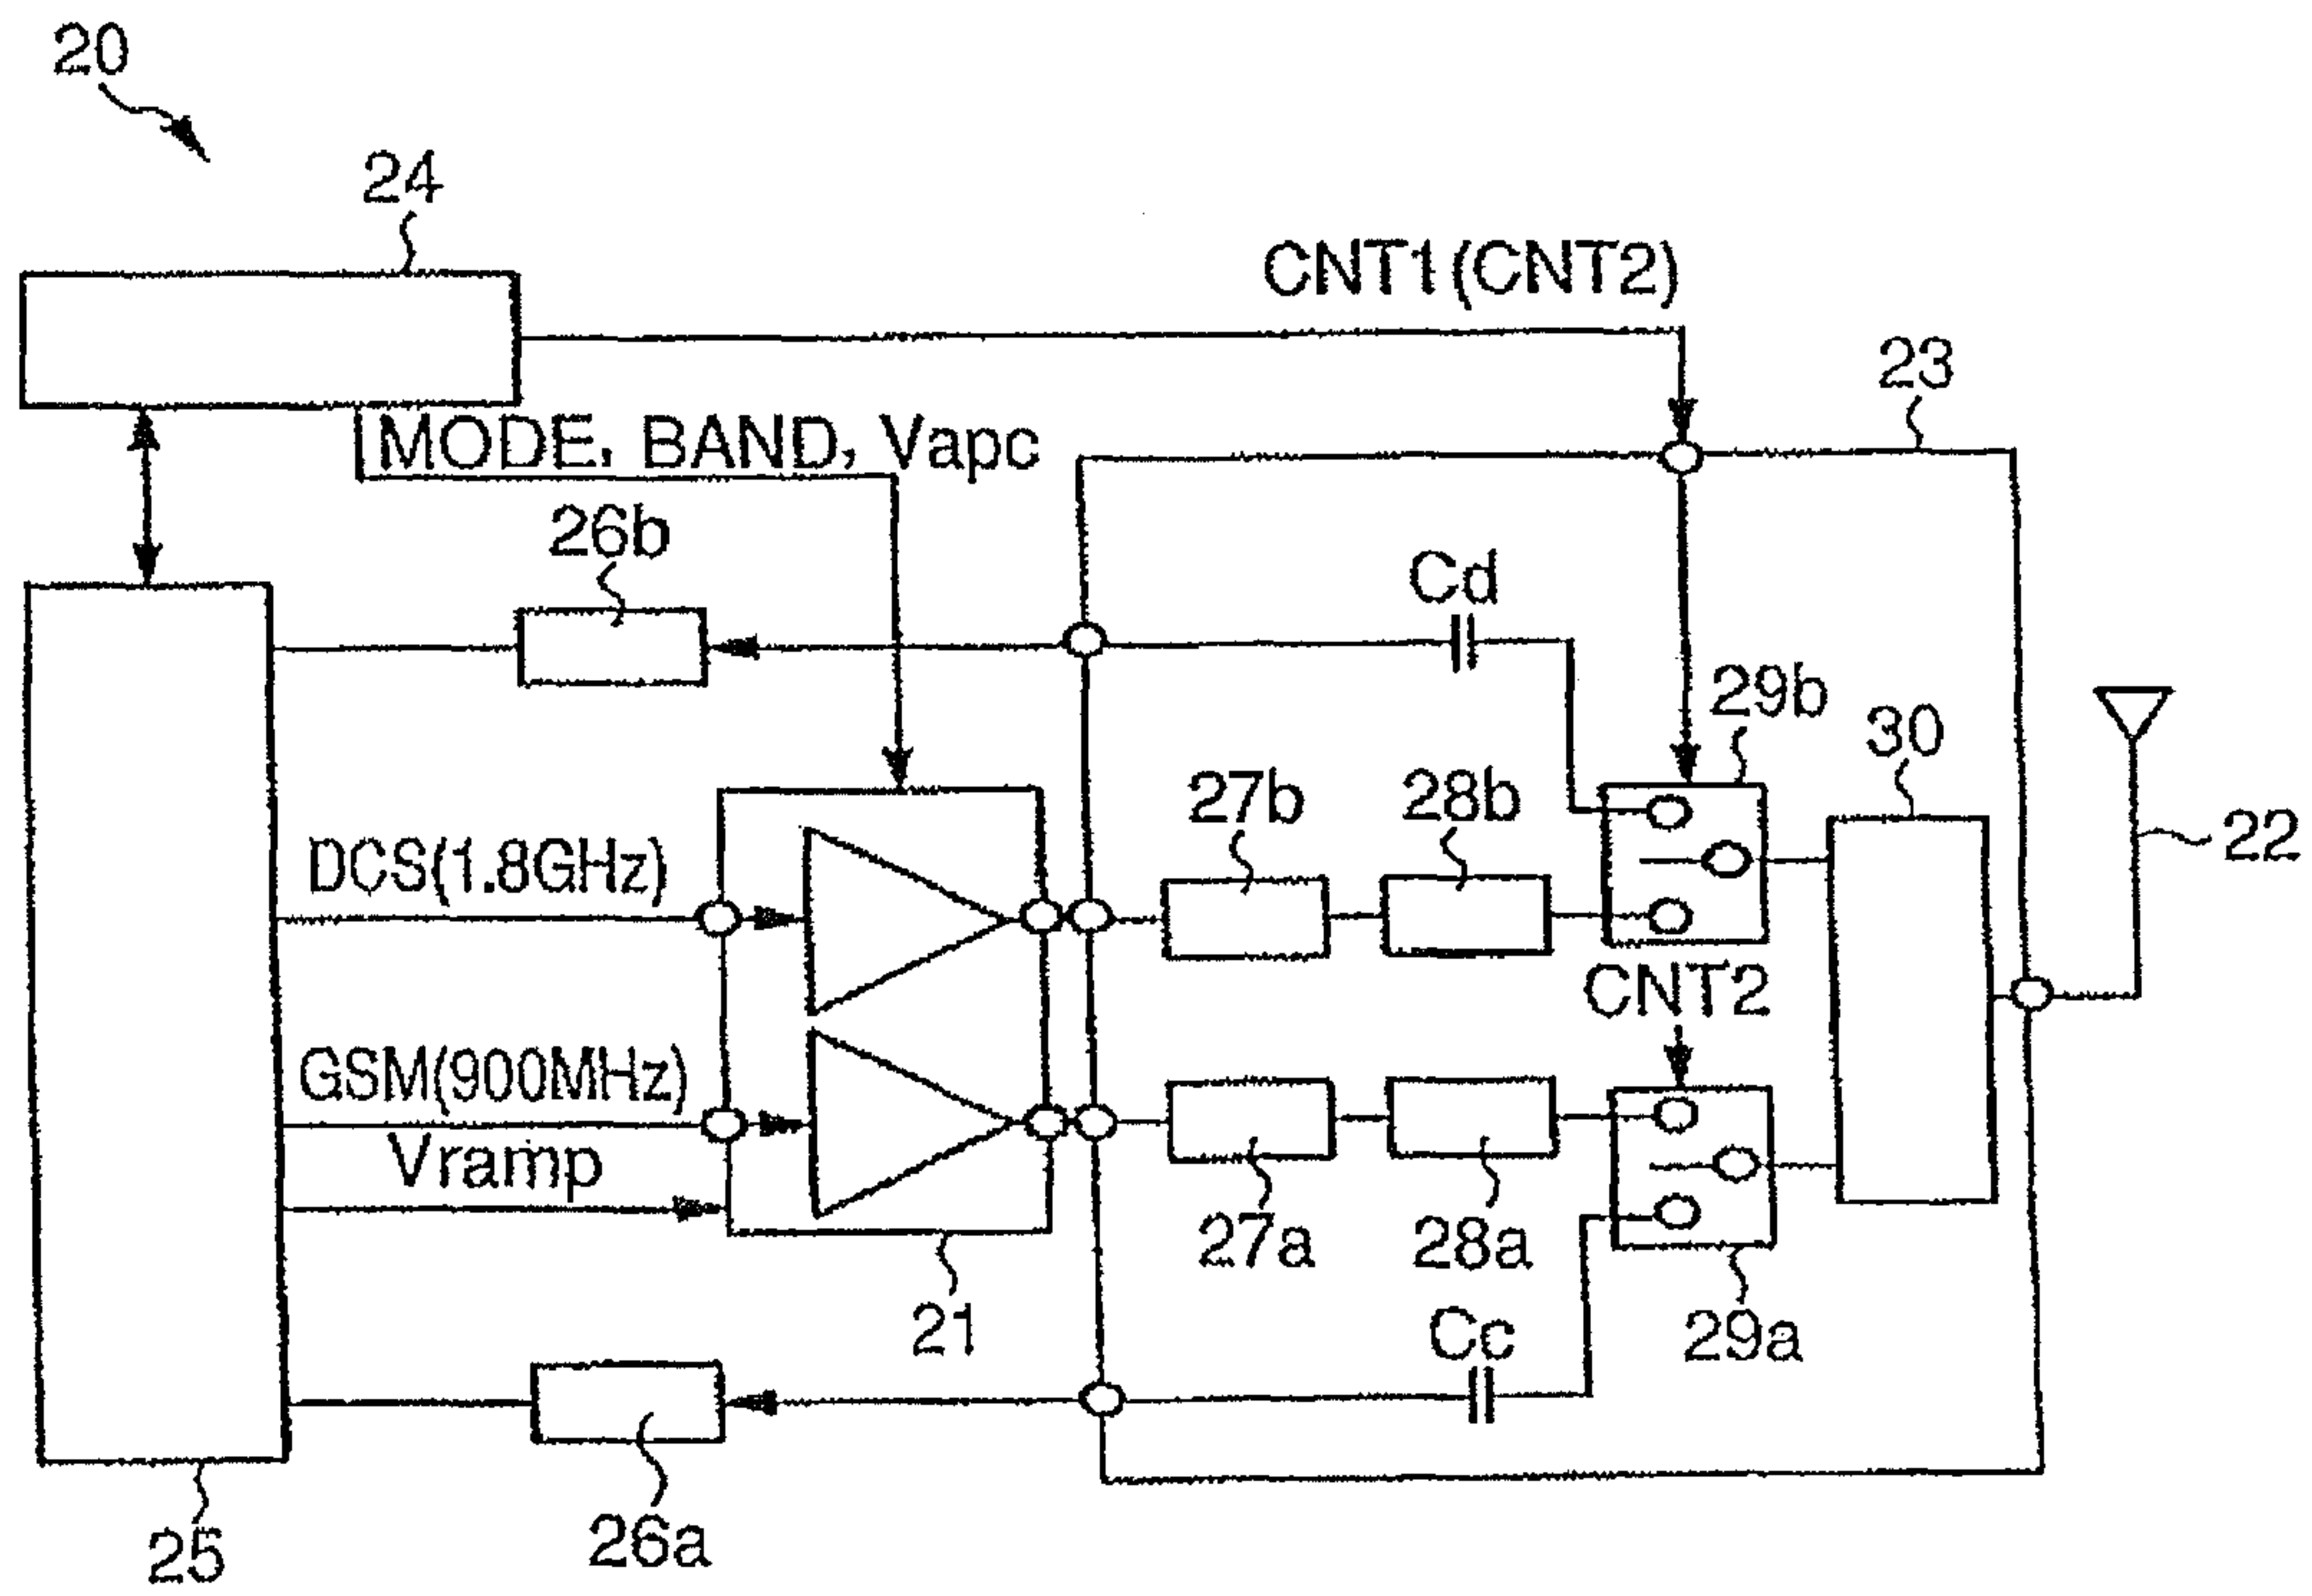 20
24
CNT1(CNT2)
23
MODE, BAND, Vapc
26b
Cd
29b
30
27b
28b
22
DCS(1.8GHz)
CNT2
GSM(900MHz)
Vramp
27a
28a
21
Cc
29a
26a
25